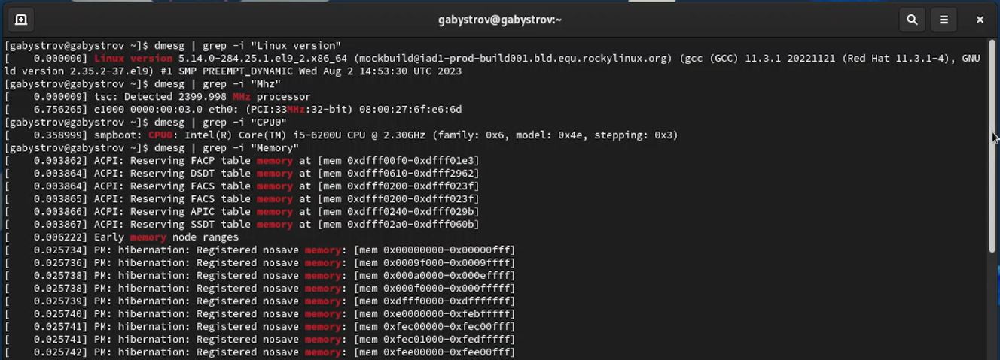 gabystrov@gabystrov:~
[gabystrov@gabystrov ~]$ dmesg | grep -i "Linux version"
[    0.000000] Linux version 5.14.0-284.25.1.el9_2.x86_64 (mockbuild@iad1-prod-build001.bld.equ.rockylinux.org) (gcc (GCC) 11.3.1 20221121 (Red Hat 11.3.1-4), GNU
ld version 2.35.2-37.el9) #1 SMP PREEMPT_DYNAMIC Wed Aug 2 14:53:30 UTC 2023
[gabystrov@gabystrov ~]$ dmesg | grep -i "Mhz"
[    0.000009] tsc: Detected 2399.998 MHz processor
[    6.756265] e1000 0000:00:03.0 eth0: (PCI:33MHz:32-bit) 08:00:27:6f:e6:6d
[gabystrov@gabystrov ~]$ dmesg | grep -i "CPU0"
[    0.358999] smpboot: CPU0: Intel(R) Core(TM) i5-6200U CPU @ 2.30GHz (family: 0x6, model: 0x4e, stepping: 0x3)
[gabystrov@gabystrov ~]$ dmesg | grep -i "Memory"
[    0.003862] ACPI: Reserving FACP table memory at [mem 0xdfff00f0-0xdfff01e3]
[    0.003864] ACPI: Reserving DSDT table memory at [mem 0xdfff0610-0xdfff2962]
[    0.003864] ACPI: Reserving FACS table memory at [mem 0xdfff0200-0xdfff023f]
[    0.003865] ACPI: Reserving FACS table memory at [mem 0xdfff0200-0xdfff023f]
[    0.003866] ACPI: Reserving APIC table memory at [mem 0xdfff0240-0xdfff029b]
[    0.003867] ACPI: Reserving SSDT table memory at [mem 0xdfff02a0-0xdfff060b]
[    0.006222] Early memory node ranges
[    0.025734] PM: hibernation: Registered nosave memory: [mem 0x00000000-0x00000fff]
[    0.025736] PM: hibernation: Registered nosave memory: [mem 0x0009f000-0x0009ffff]
[    0.025738] PM: hibernation: Registered nosave memory: [mem 0x000a0000-0x000effff]
[    0.025738] PM: hibernation: Registered nosave memory: [mem 0x000f0000-0x000fffff]
[    0.025739] PM: hibernation: Registered nosave memory: [mem 0xdfff0000-0xdfffffff]
[    0.025740] PM: hibernation: Registered nosave memory: [mem 0xe0000000-0xfebfffff]
[    0.025741] PM: hibernation: Registered nosave memory: [mem 0xfec00000-0xfec00fff]
[    0.025741] PM: hibernation: Registered nosave memory: [mem 0xfec01000-0xfedfffff]
[    0.025742] PM: hibernation: Registered nosave memory: [mem 0xfee00000-0xfee00fff]